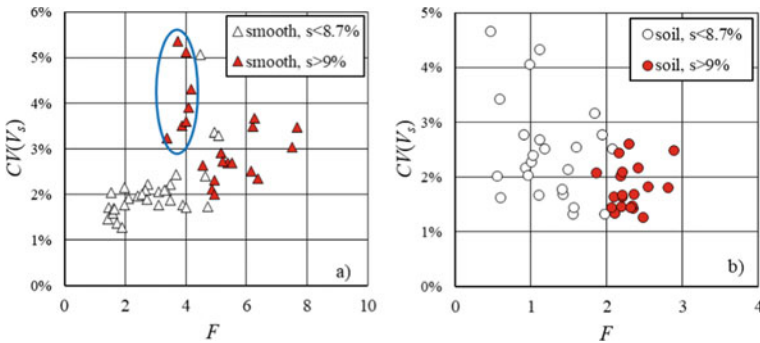 6%
5%
4%
3%
2%
1%
0%
CV(Vs)
smooth, s<8.7%
smooth, s>9%
a)
0 2 4 6 8 10
F
5%
4%
3%
2%
1%
0%
CV(Vs)
soil, s<8.7%
soil, s>9%
b)
0 1 2 3 4
F